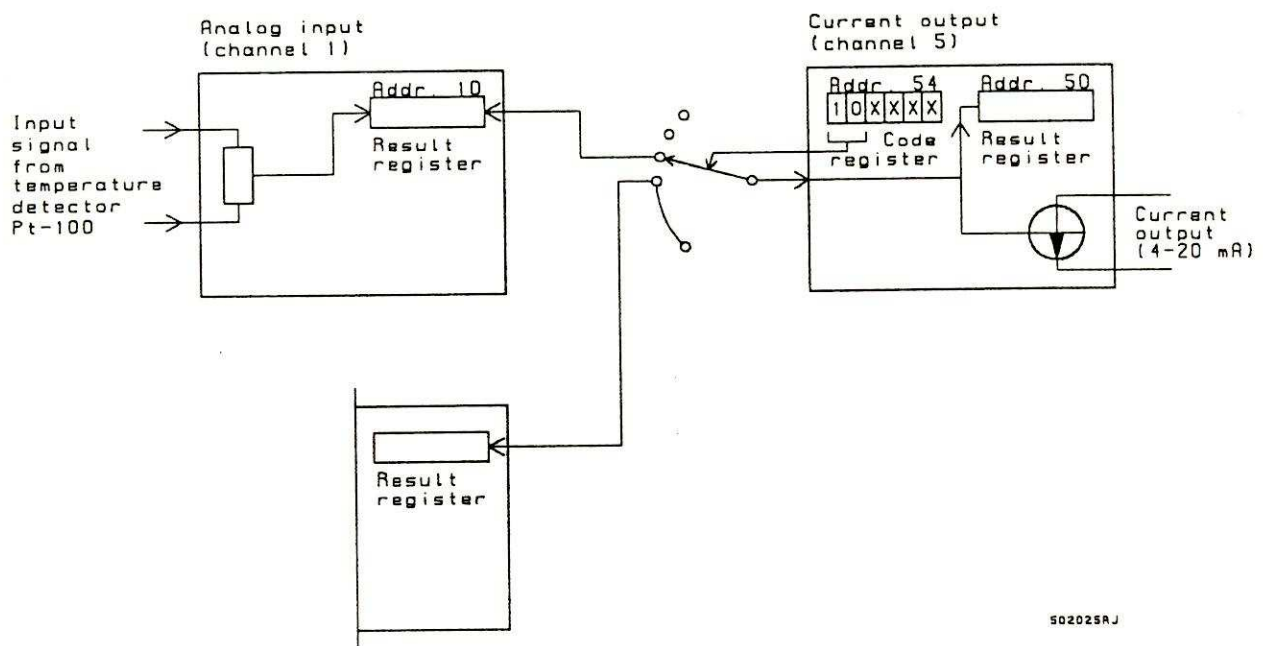 Analog input
(channel 1)
Addr. 10
Result
register
Input
signal
from
temperature
detector
Pt-100
Current output
(channel 5)
Addr. 54
10XXXX
Code
register
Addr. 50
Result
register
Current
output
(4-20 mA)
Result
register
502025RJ